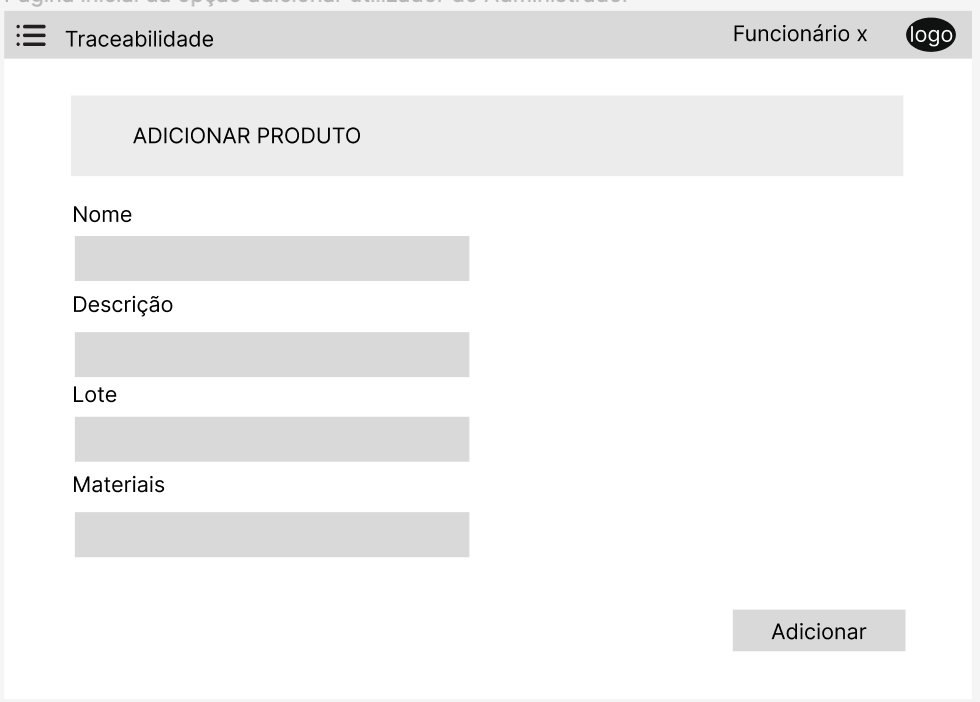 Página inicial da opção adicionar utilizador do Administrador
Traceabilidade
Funcionário x
logo
ADICIONAR PRODUTO
Nome
Descrição
Lote
Materiais
Adicionar